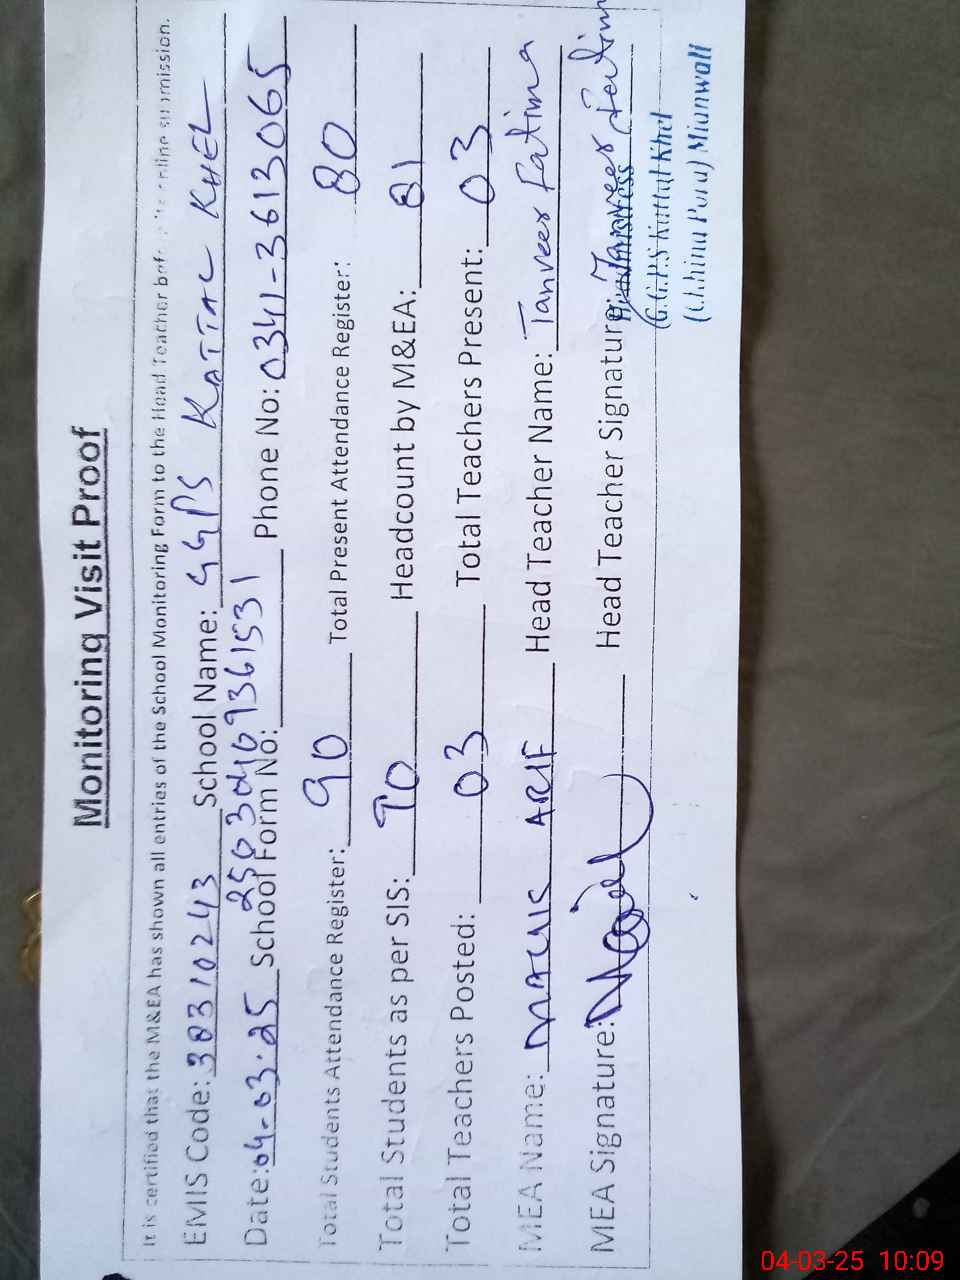 Monitoring Visit Proof
It is certified that the M&EA has shown all entries of the School Monitoring Form to the Head Teacher before the online submission.
EMIS Code: 38310243 School Name: GGPS KATTAL KHEL
Date: 04-03-25 School Form No: 25030469361531 Phone No: 0341-3613065
Total Students Attendance Register: 90 Total Present Attendance Register: 80
Total Students as per SIS: 90 Headcount by M&EA: 81
Total Teachers Posted: 03 Total Teachers Present: 03
MEA Name: ARIF Head Teacher Name: Tanveer Fatima
MEA Signature: Head Teacher Signature: Tanveer Fatima
Headmistress
G.G.P.S Kattal Khel
Mianwali
04-03-25 10:09